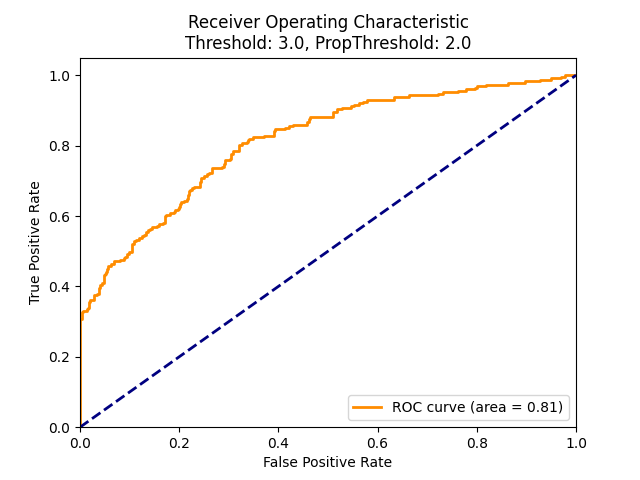 Receiver Operating Characteristic
Threshold: 3.0, PropThreshold: 2.0
1.0
0.8
0.6
0.4
0.2
0.0
True Positive Rate
ROC curve (area = 0.81)
0.0 0.2 0.4 0.6 0.8 1.0
False Positive Rate